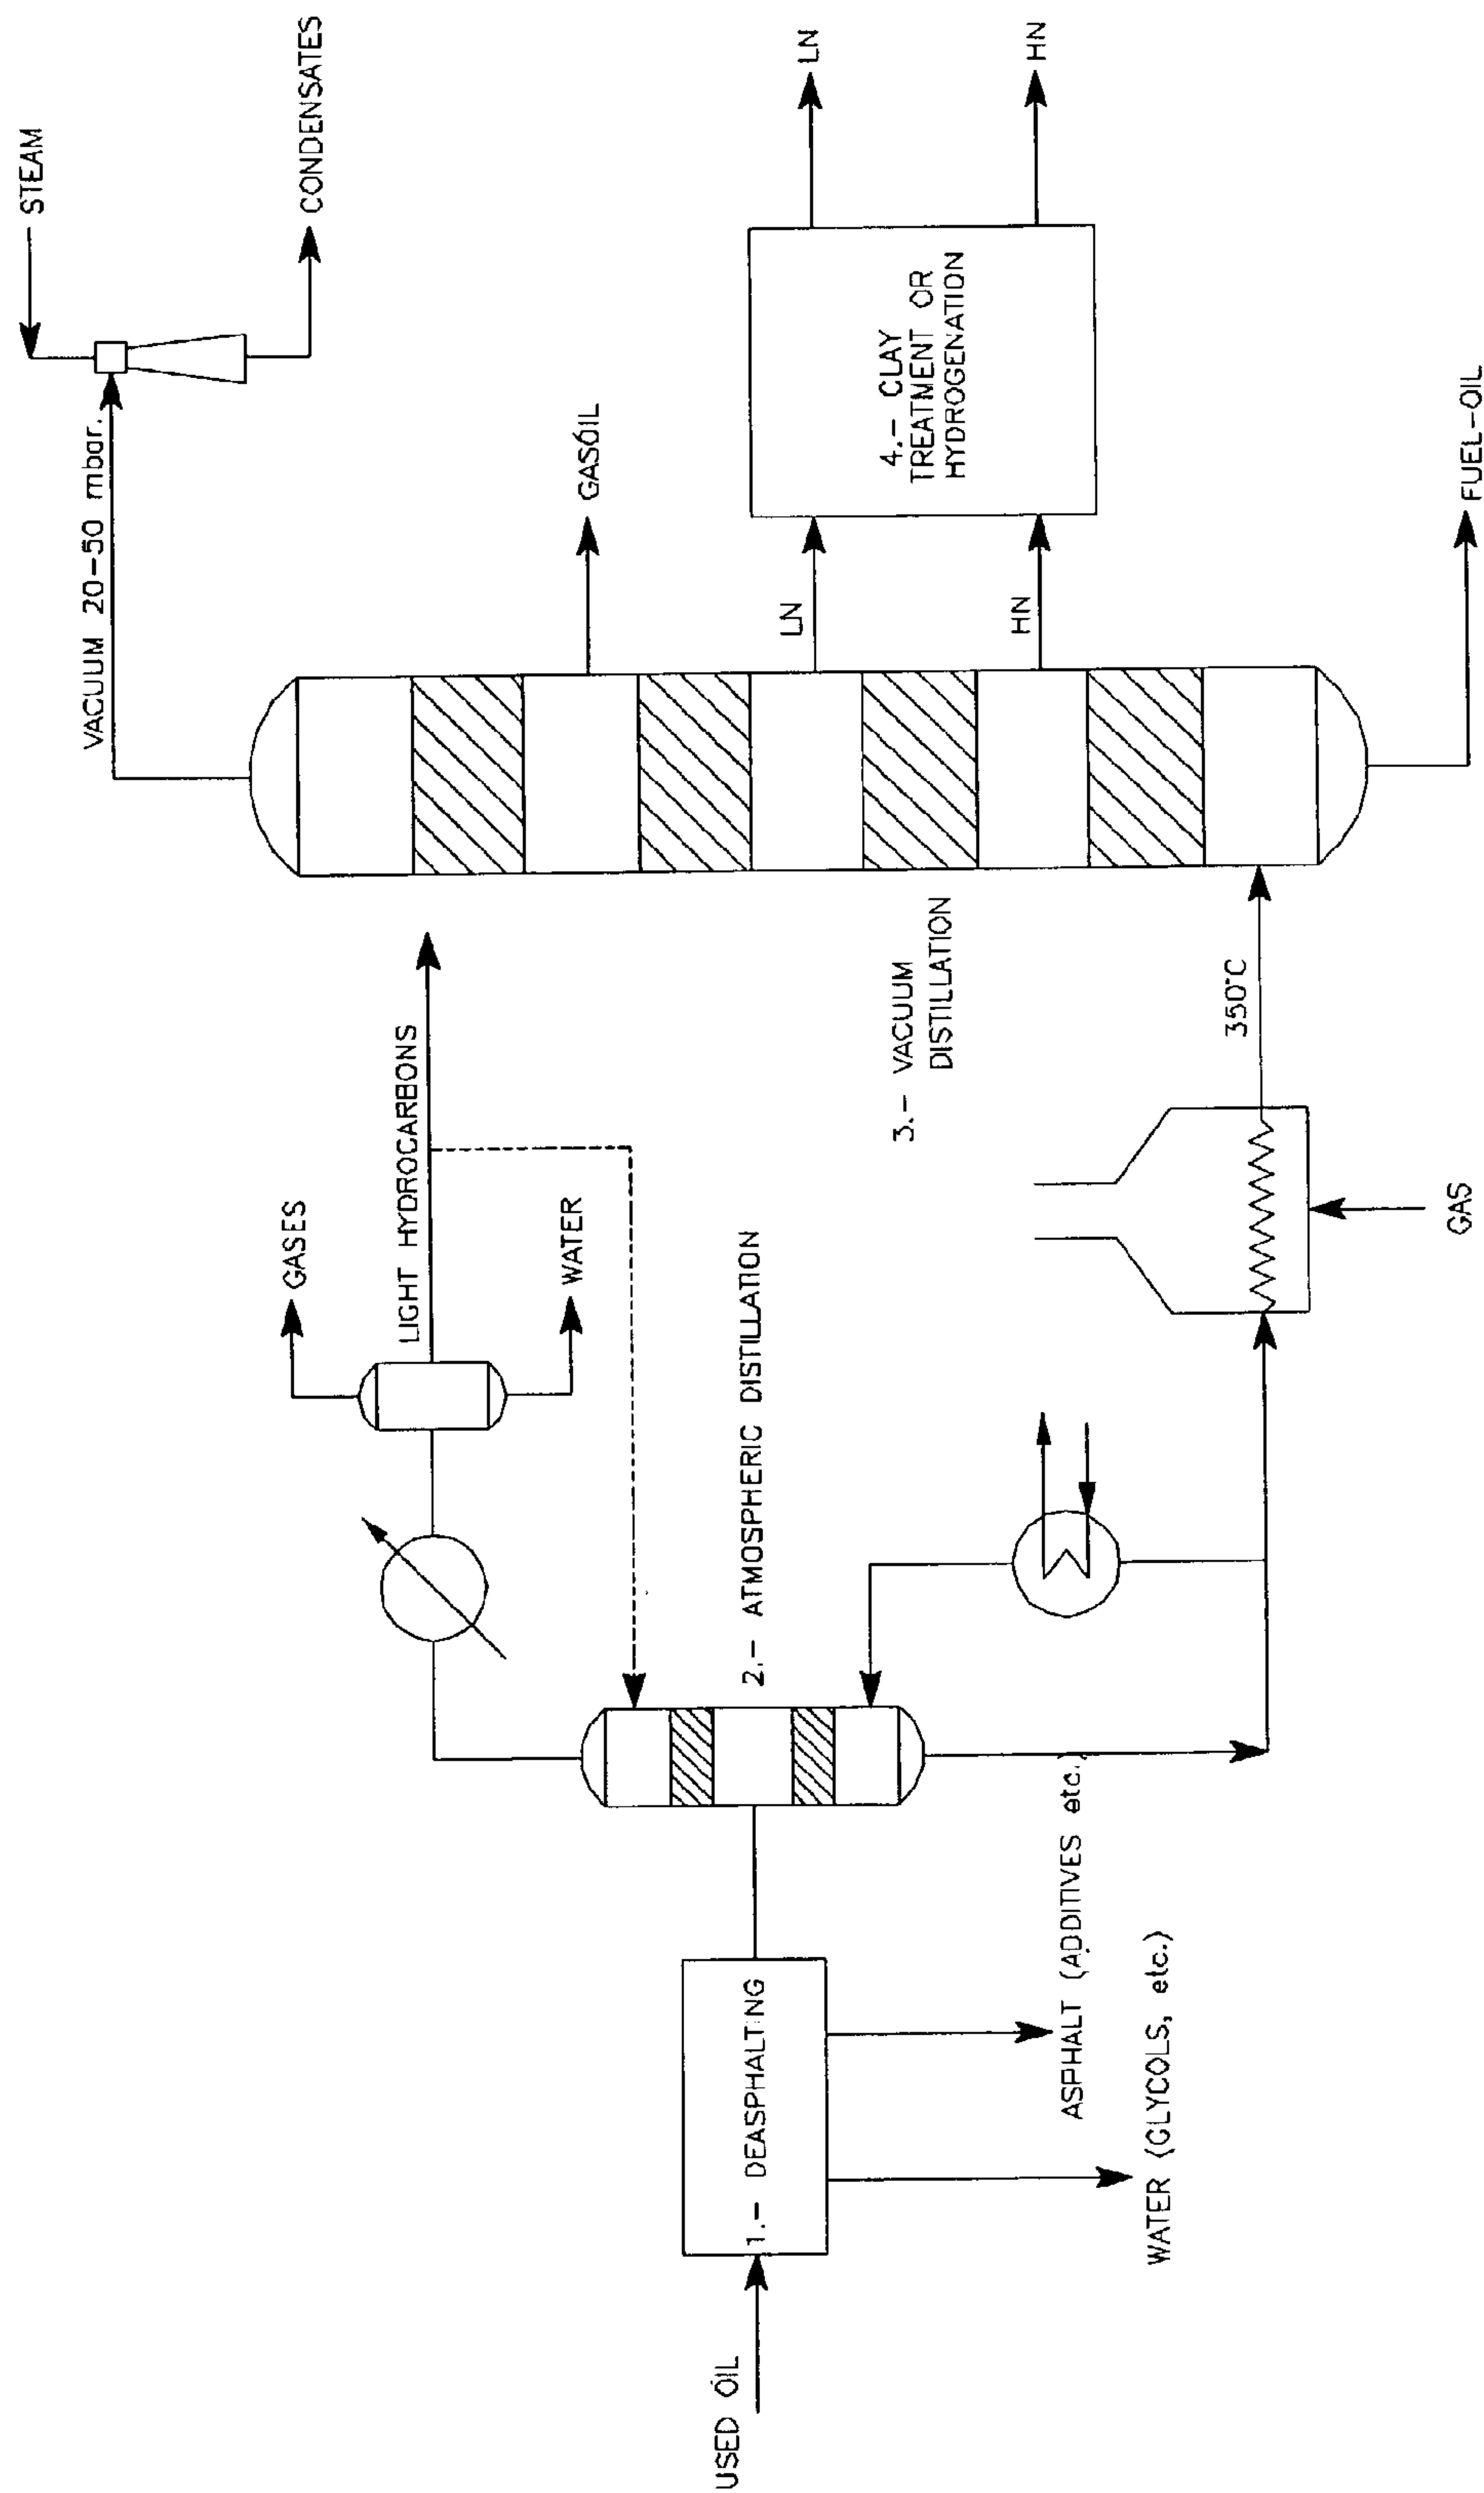 STEAM
VACUUM 20-50 mbar.
CONDENSATES
GASES
LIGHT HYDROCARBONS
WATER
GASÓIL
LN
LN
HN
HN
4.- CLAY
TREATMENT OR
HYDROGENATION
3.- VACUUM
DISTILLATION
2.- ATMOSPHERIC DISTILLATION
USED OIL
1.- DEASPHALTING
ASPHALT (ADDITIVES etc.)
WATER (GLYCOLS, etc.)
350°C
GAS
FUEL-OIL